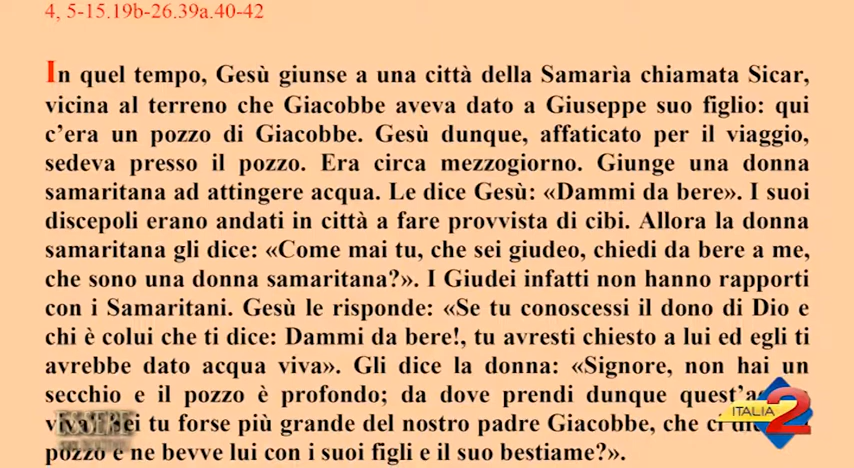 4, 5-15.19b-26.39a.40-42
In quel tempo, Gesù giunse a una città della Samarìa chiamata Sicar,
vicina al terreno che Giacobbe aveva dato a Giuseppe suo figlio: qui
c'era un pozzo di Giacobbe. Gesù dunque, affaticato per il viaggio,
sedeva presso il pozzo. Era circa mezzogiorno. Giunge una donna
samaritana ad attingere acqua. Le dice Gesù: «Dammi da bere». I suoi
discepoli erano andati in città a fare provvista di cibi. Allora la donna
samaritana gli dice: «Come mai tu, che sei giudeo, chiedi da bere a me,
che sono una donna samaritana?». I Giudei infatti non hanno rapporti
con i Samaritani. Gesù le risponde: «Se tu conoscessi il dono di Dio e
chi è colui che ti dice: Dammi da bere!, tu avresti chiesto a lui ed egli ti
avrebbe dato acqua viva». Gli dice la donna: «Signore, non hai un
secchio e il pozzo è profondo; da dove prendi dunque
tu forse più grande del nostro padre Giacobbe, che ci
pozzo e ne bevve lui con i suoi figli e il suo bestiame?».
ESSERE
ITALIA 2